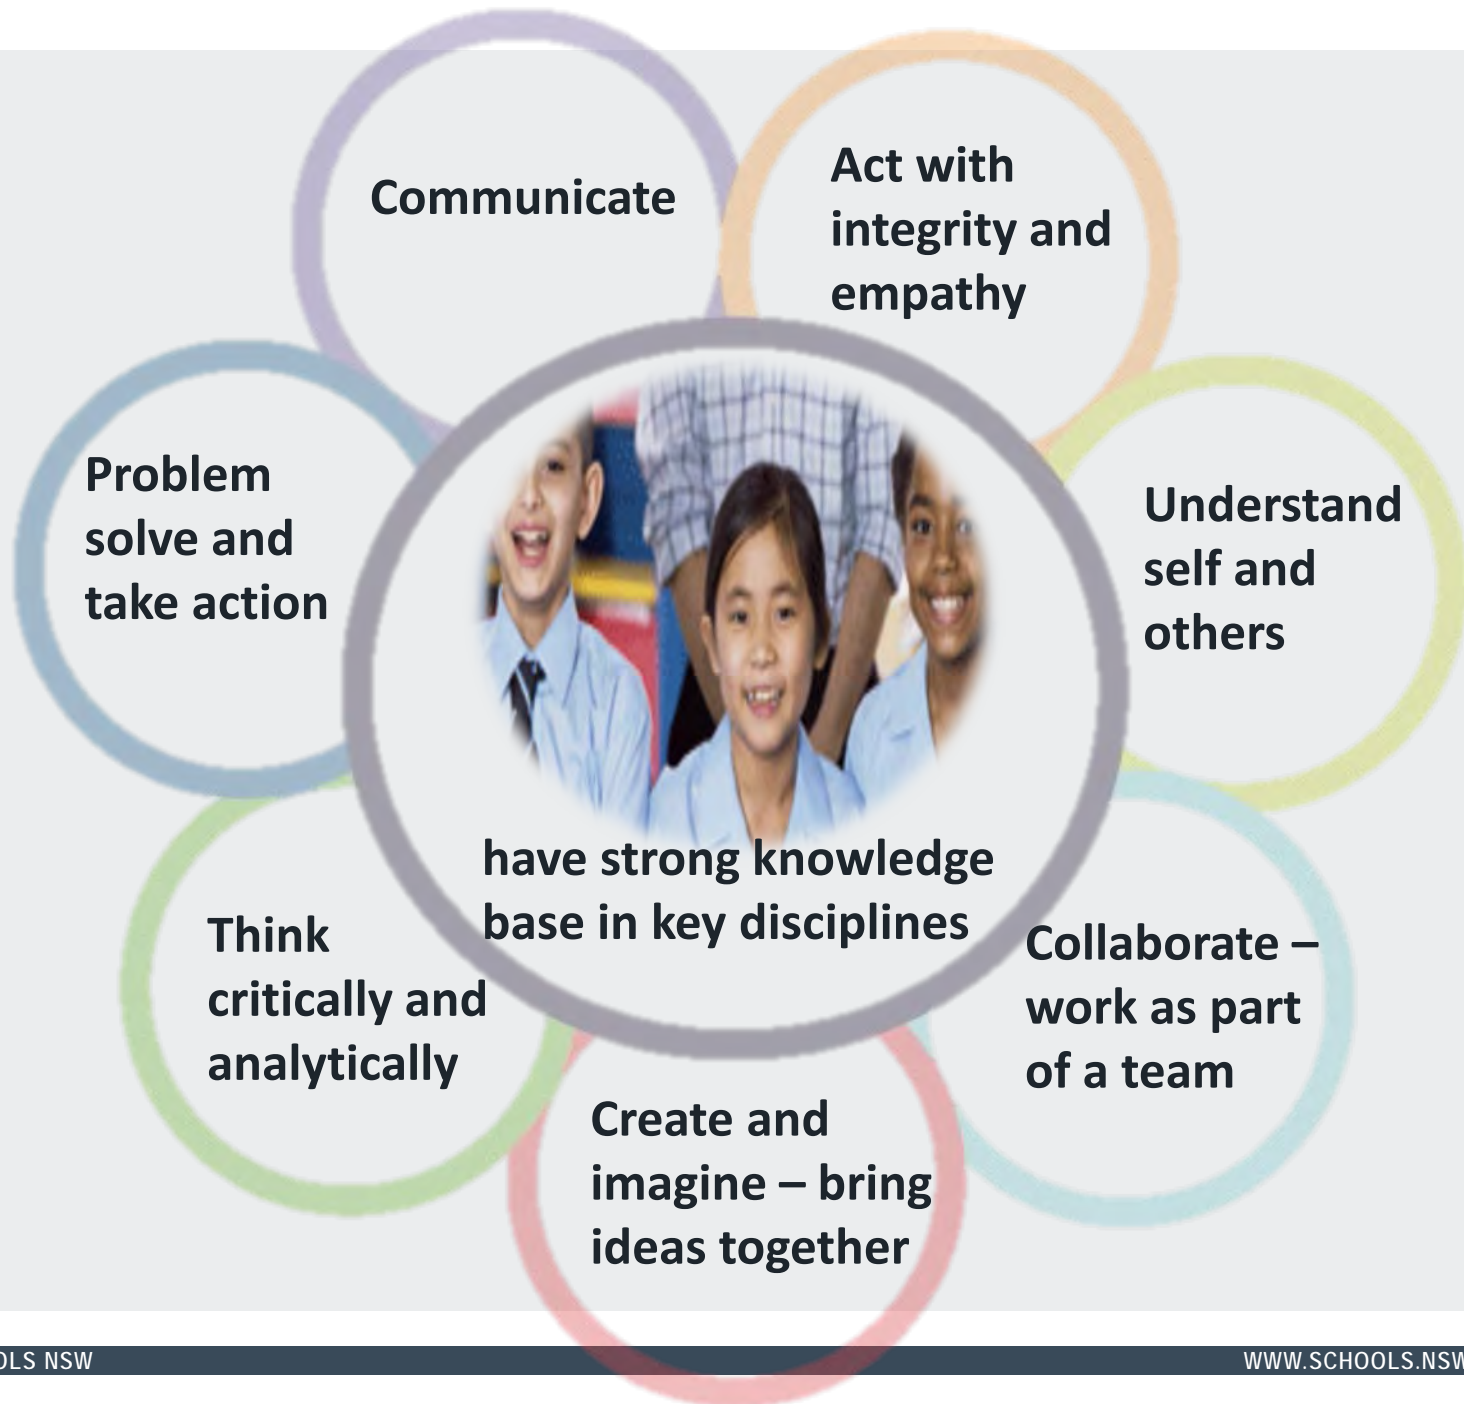 Communicate
Act with
integrity and
empathy
Problem
solve and
take action
Understand
self and
others
have strong knowledge
base in key disciplines
Think
critically and
analytically
Collaborate –
work as part
of a team
Create and
imagine – bring
ideas together
OLS NSW
WWW.SCHOOLS.NSW